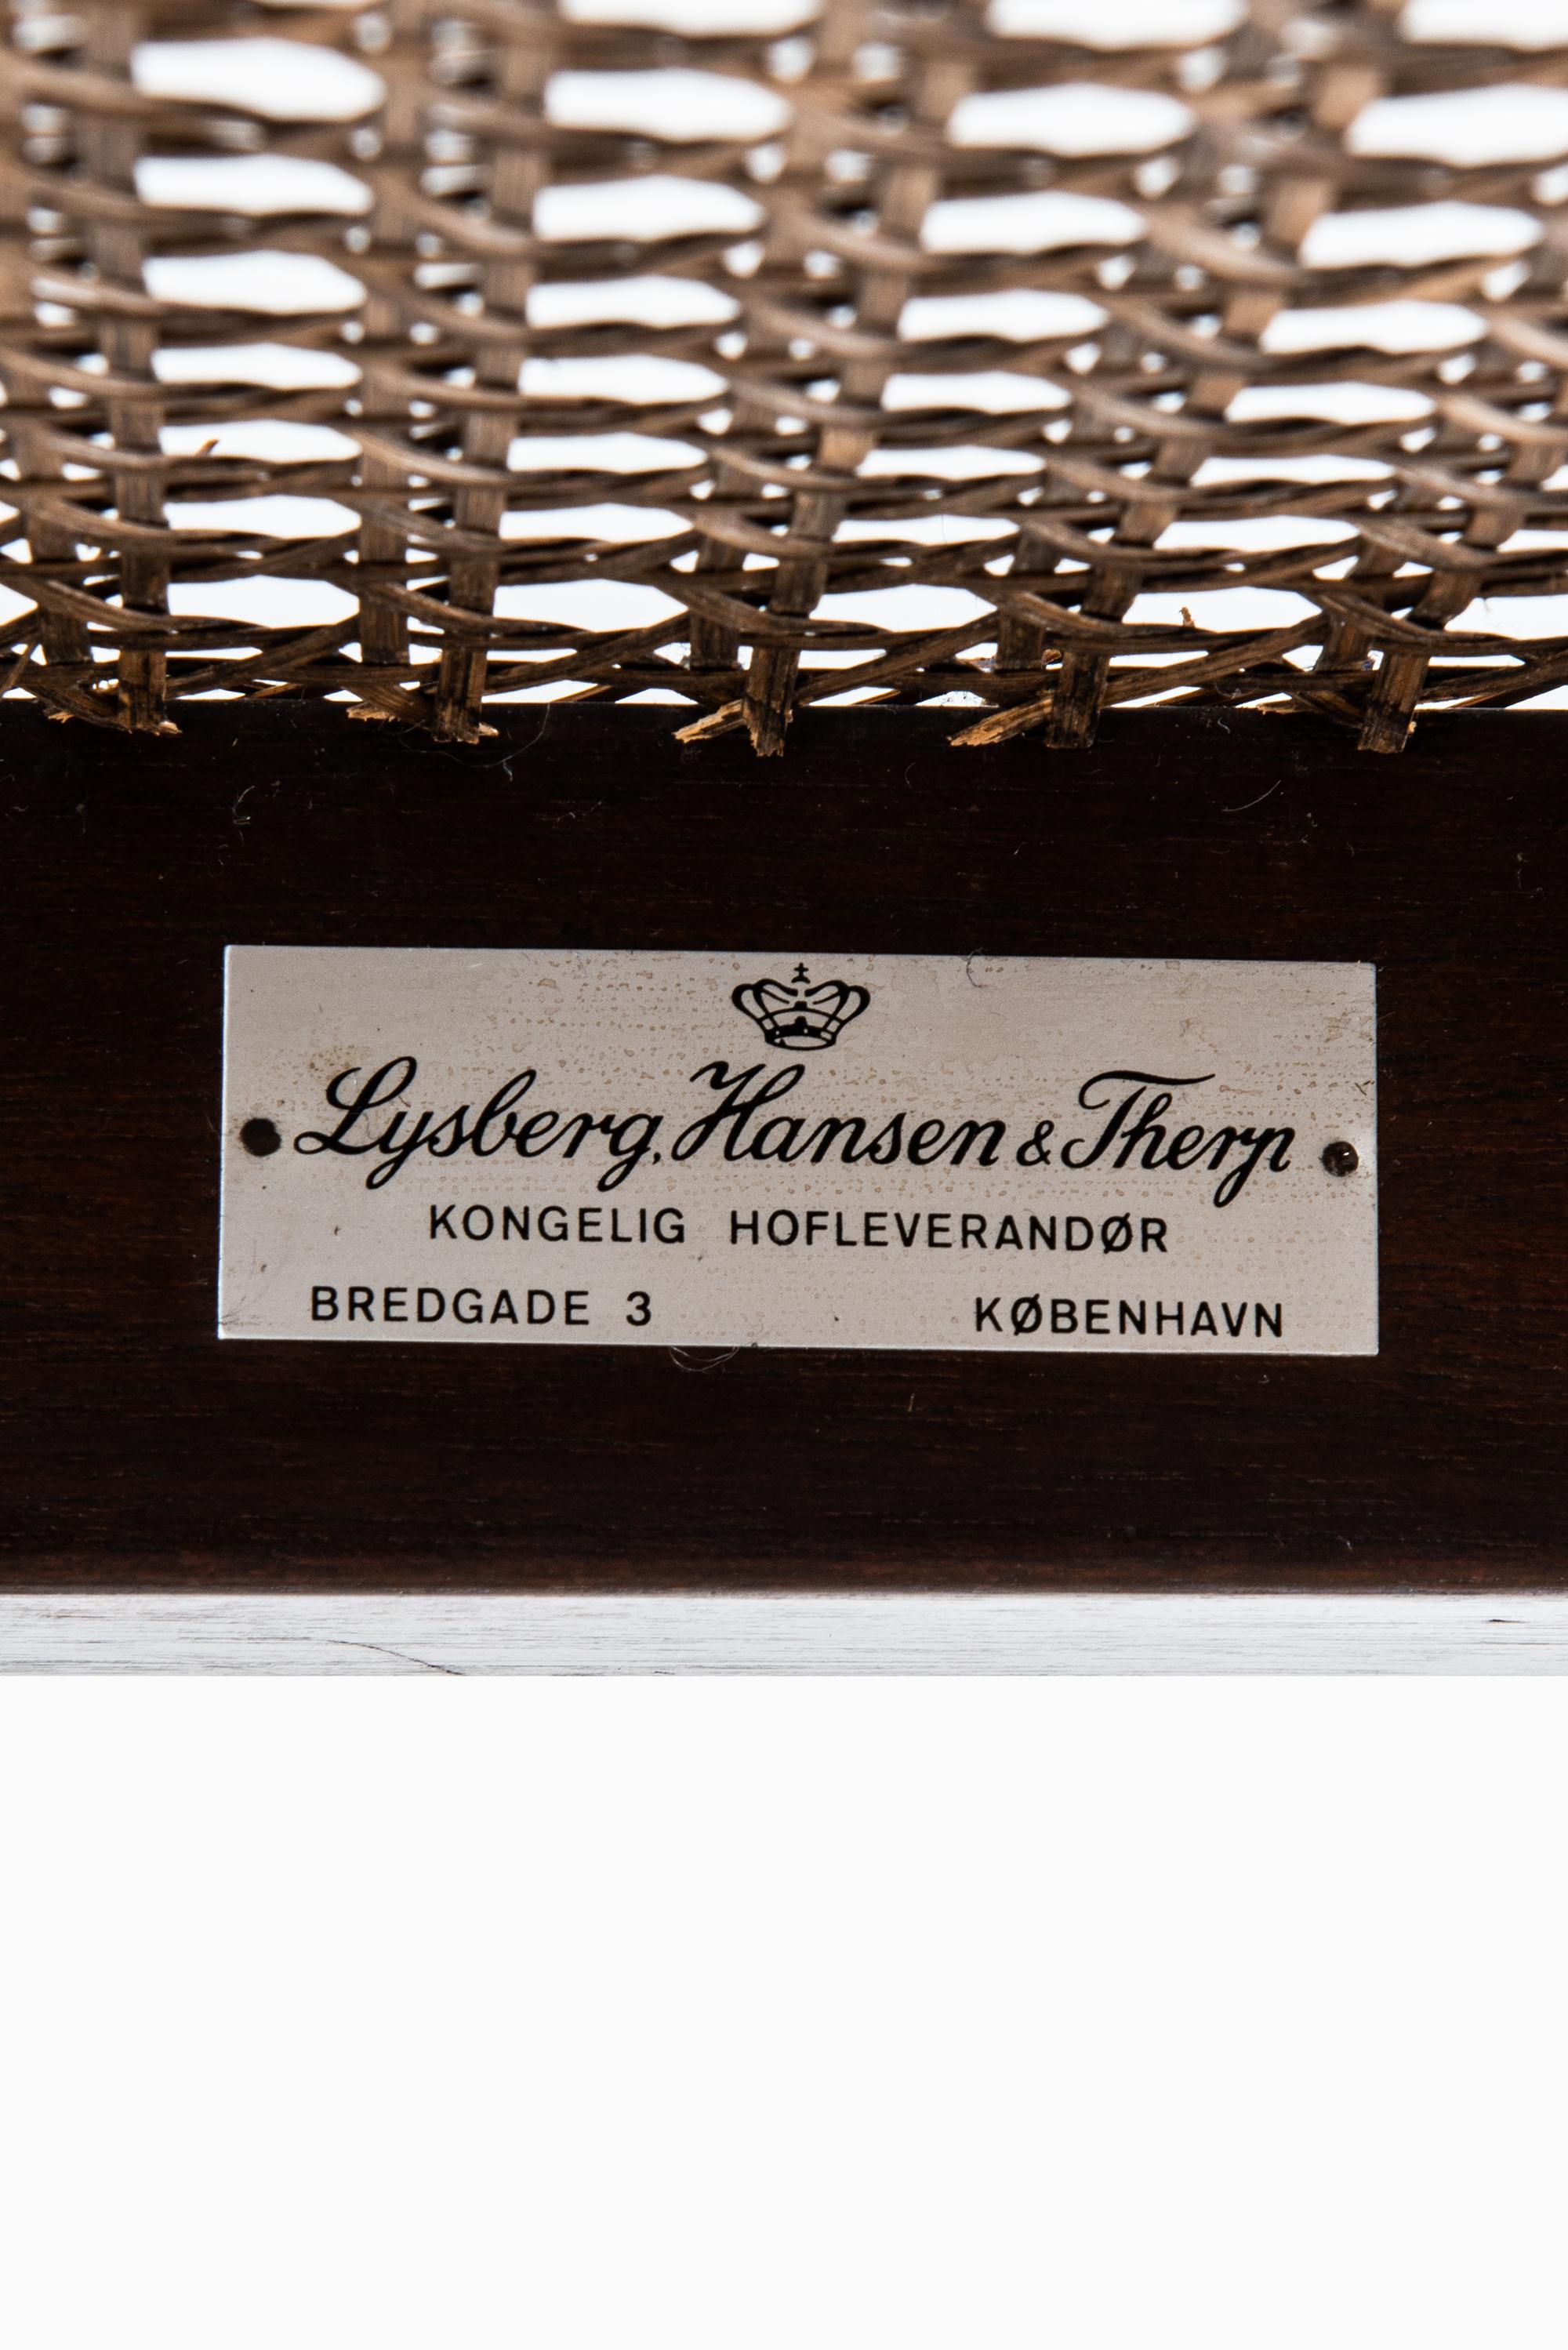 Lysberg, Hansen & Therp
KONGELIG HOFLEVERANDØR
BREDGADE 3 KØBENHAVN